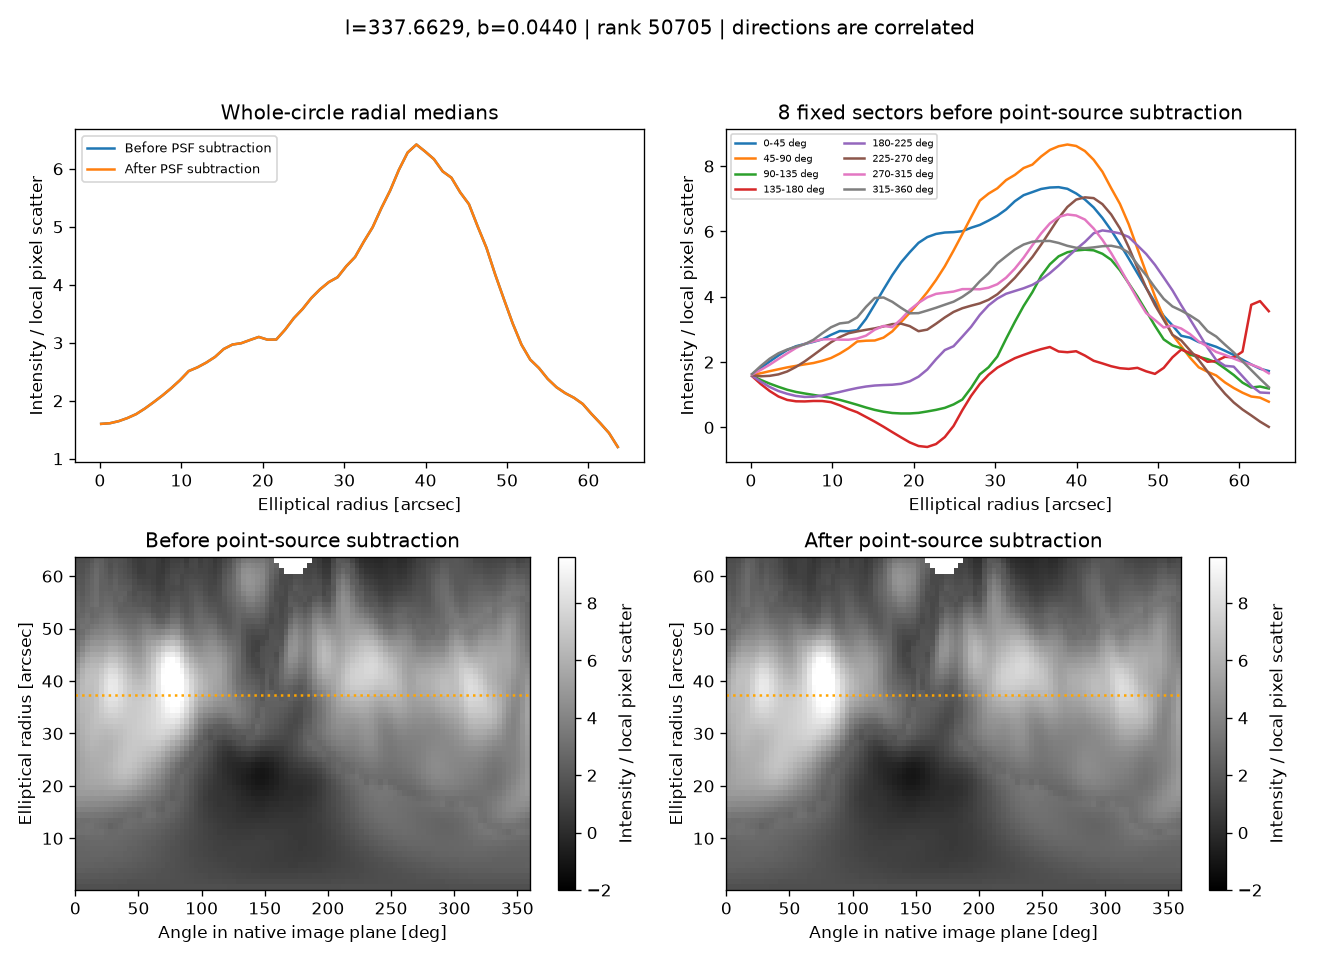 l=337.6629, b=0.0440 | rank 50705 | directions are correlated
Whole-circle radial medians
Before PSF subtraction
After PSF subtraction
Intensity / local pixel scatter
6
5
4
3
2
1
0 10 20 30 40 50 60
Elliptical radius [arcsec]
8 fixed sectors before point-source subtraction
0-45 deg
45-90 deg
90-135 deg
135-180 deg
180-225 deg
225-270 deg
270-315 deg
315-360 deg
Intensity / local pixel scatter
8
6
4
2
0
0 10 20 30 40 50 60
Elliptical radius [arcsec]
Before point-source subtraction
Elliptical radius [arcsec]
60
50
40
30
20
10
0 50 100 150 200 250 300 350
Angle in native image plane [deg]
8
6
4
2
0
−2
Intensity / local pixel scatter
After point-source subtraction
Elliptical radius [arcsec]
60
50
40
30
20
10
0 50 100 150 200 250 300 350
Angle in native image plane [deg]
8
6
4
2
0
−2
Intensity / local pixel scatter